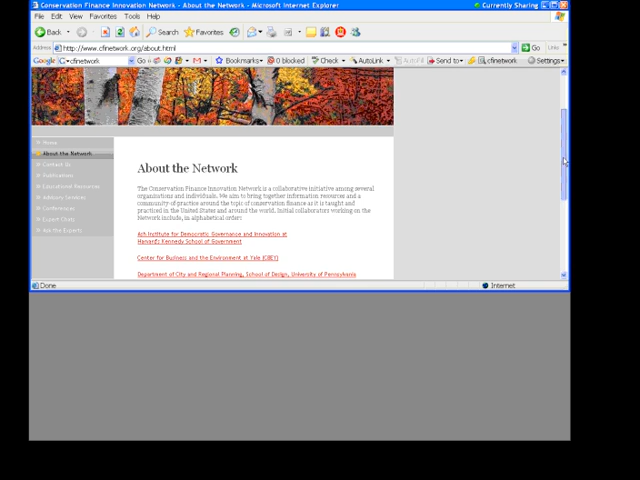 Conservation Finance Innovation Network - About the Network - Microsoft Internet Explorer
Currently Sharing
File Edit View Favorites Tools Help
Back Search Favorites
Address http://www.cfinetwork.org/about.html Go Links
Google cfinetwork Go Bookmarks 0 blocked Check AutoLink AutoFill Send to cfinetwork Settings
Home
About the Network
Contact Us
Publications
Educational Resources
Advisory Services
Conferences
Expert Chats
Ask the Experts
About the Network
The Conservation Finance Innovation Network is a collaborative initiative among several
organizations and individuals. We aim to bring together information resources and a
community of practice around the topic of conservation finance as it is taught and
practiced in the United States and around the world. Initial collaborators working on the
Network include, in alphabetical order:
Ash Institute for Democratic Governance and Innovation at
Harvard's Kennedy School of Government
Center for Business and the Environment at Yale (CBEY)
Department of City and Regional Planning, School of Design, University of Pennsylvania
Done
Internet